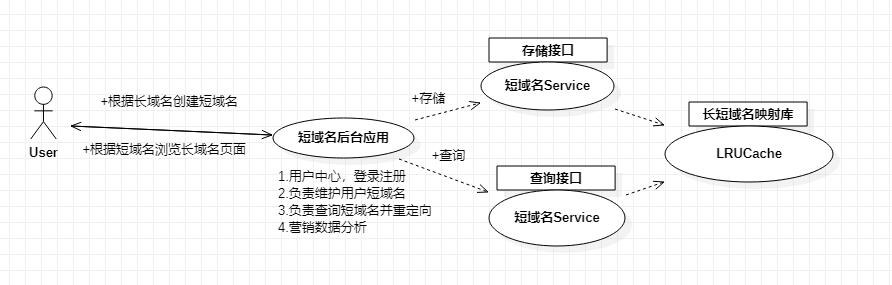 存储接口
短域名Service
+根据长域名创建短域名
+存储
长短域名映射库
User
+根据短域名浏览长域名页面
短域名后台应用
LRUCache
+查询
1.用户中心，登录注册
2.负责维护用户短域名
3.负责查询短域名并重定向
4.营销数据分析
查询接口
短域名Service